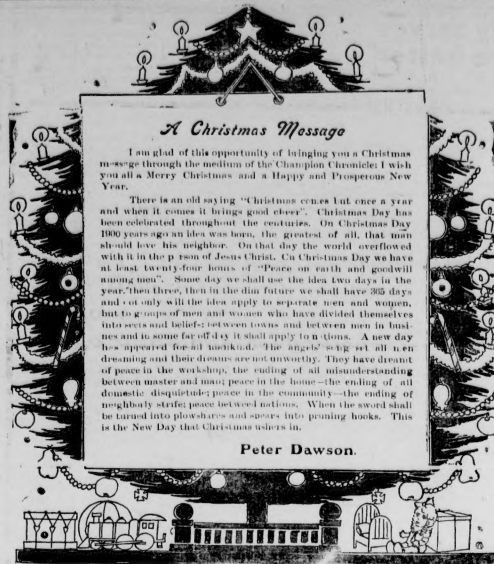 A Christmas Message
I am glad of this opportunity of bringing you a Christmas
message through the medium of the Champion Chronicle: I wish
you all a Merry Christmas and a Happy and Prosperous New
Year.
There is an old saying "Christmas comes but once a year
and when it comes it brings good cheer". Christmas Day has
been celebrated throughout the centuries. On Christmas Day
1900 years ago an idea was born, the greatest of all, that man
should love his neighbor. On that day the world overflowed
with it in the person of Jesus Christ. On Christmas Day we have
at least twenty-four hours of "Peace on earth and goodwill
among men". Some day we shall use the idea two days in the
year, then three, then in the dim future we shall have 365 days
and not only will the idea apply to separate men and women,
but to groups of men and women who have divided themselves
into sects and beliefs: between towns and between men in busi-
ness and in some far off day it shall apply to nations. A new day
has appeared for all mankind. The angels' song set all men
dreaming and their dreams are not unworthy. They have dreamt
of peace in the workshop, the ending of all misunderstanding
between master and man; peace in the home—the ending of all
domestic disquietude; peace in the community—the ending of
neighborly strife; peace between nations. When the sword shall
be turned into plowshares and spears into pruning hooks. This
is the New Day that Christmas ushers in.
Peter Dawson.